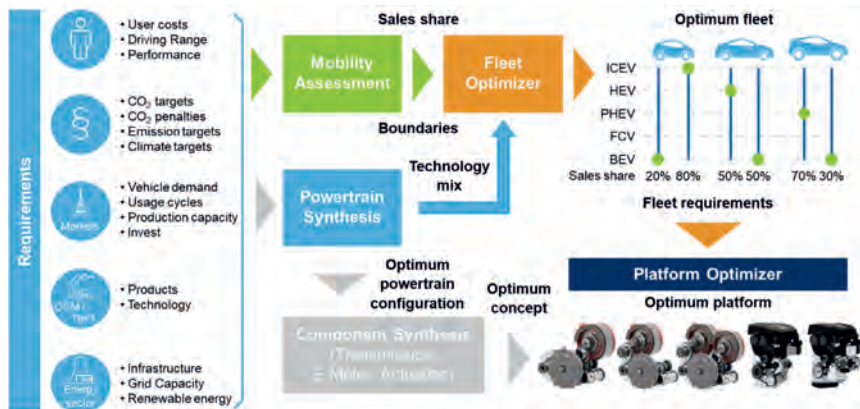 Requirements
• User costs
• Driving Range
• Performance
• CO₂ targets
• CO₂ penalties
• Emission targets
• Climate targets
Markets
• Vehicle demand
• Usage cycles
• Production capacity
• Invest
• Products
• Technology
Energy
sector
• Infrastructure
• Grid Capacity
• Renewable energy
Sales share
Mobility
Assessment
Boundaries
Fleet
Optimizer
Powertrain
Synthesis
Technology
mix
Optimum
powertrain
configuration
Component Synthesis
Optimum
concept
Optimum fleet
ICEV
HEV
PHEV
FCV
BEV
Sales share 20% 80% 50% 50% 70% 30%
Fleet requirements
Platform Optimizer
Optimum platform